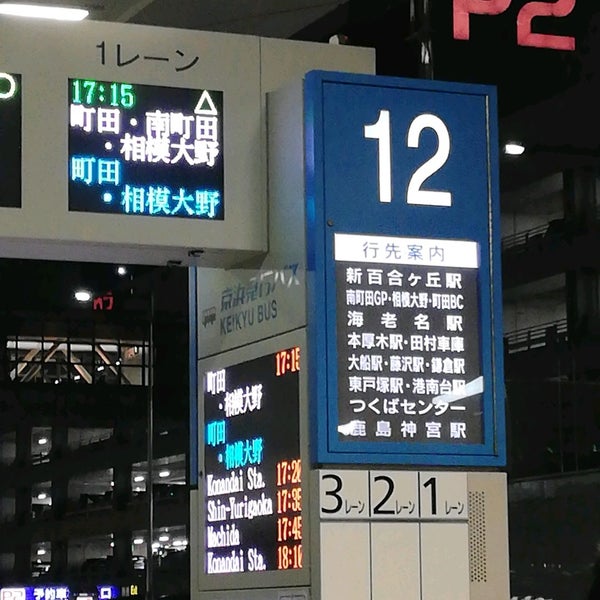 P2
1レーン
17:15
町田・南町田
・相模大野
町田
・相模大野
12
行先案内
新百合ヶ丘駅
南町田GP・相模大野・町田BC
海老名駅
本厚木駅・田村車庫
大船駅・藤沢駅・鎌倉駅
東戸塚駅・港南台駅
つくばセンター
鹿島神宮駅
京浜急行バス
KEIKYU BUS
17:15
町田
・相模大野
町田
・相模大野
Konandai Sta. 17:20
Shin-Yurigaoka 17:35
Machida 17:45
Konandai Sta. 18:10
3レーン 2レーン 1レーン
予約車